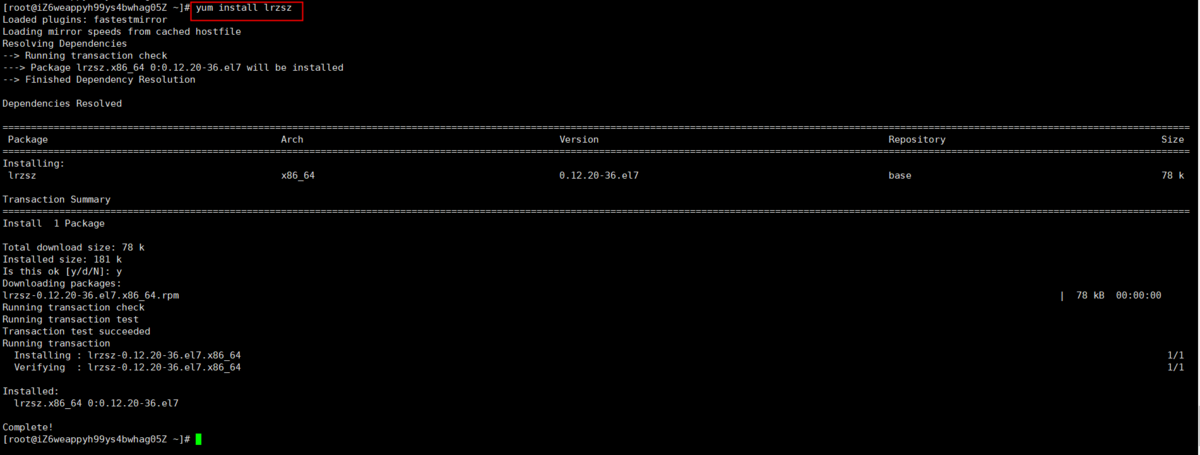 [root@iZ6weappyh99ys4bwhag05Z ~]# yum install lrzsz
Loaded plugins: fastestmirror
Loading mirror speeds from cached hostfile
Resolving Dependencies
--> Running transaction check
---> Package lrzsz.x86_64 0:0.12.20-36.el7 will be installed
--> Finished Dependency Resolution
Dependencies Resolved
Package Arch Version Repository Size
Installing:
lrzsz x86_64 0.12.20-36.el7 base 78 k
Transaction Summary
Install 1 Package
Total download size: 78 k
Installed size: 181 k
Is this ok [y/d/N]: y
Downloading packages:
lrzsz-0.12.20-36.el7.x86_64.rpm | 78 kB 00:00:00
Running transaction check
Running transaction test
Transaction test succeeded
Running transaction
Installing : lrzsz-0.12.20-36.el7.x86_64 1/1
Verifying : lrzsz-0.12.20-36.el7.x86_64 1/1
Installed:
lrzsz.x86_64 0:0.12.20-36.el7
Complete!
[root@iZ6weappyh99ys4bwhag05Z ~]#